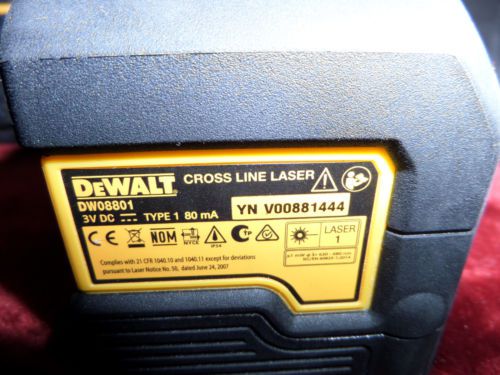 DEWALT CROSS LINE LASER
DW08801
3V DC TYPE 1 80 mA
YN V00881444
CE NOM NYCE IP54
LASER
1
Complies with 21 CFR 1040.10 and 1040.11 except for deviations
pursuant to Laser Notice No. 50, dated June 24, 2007